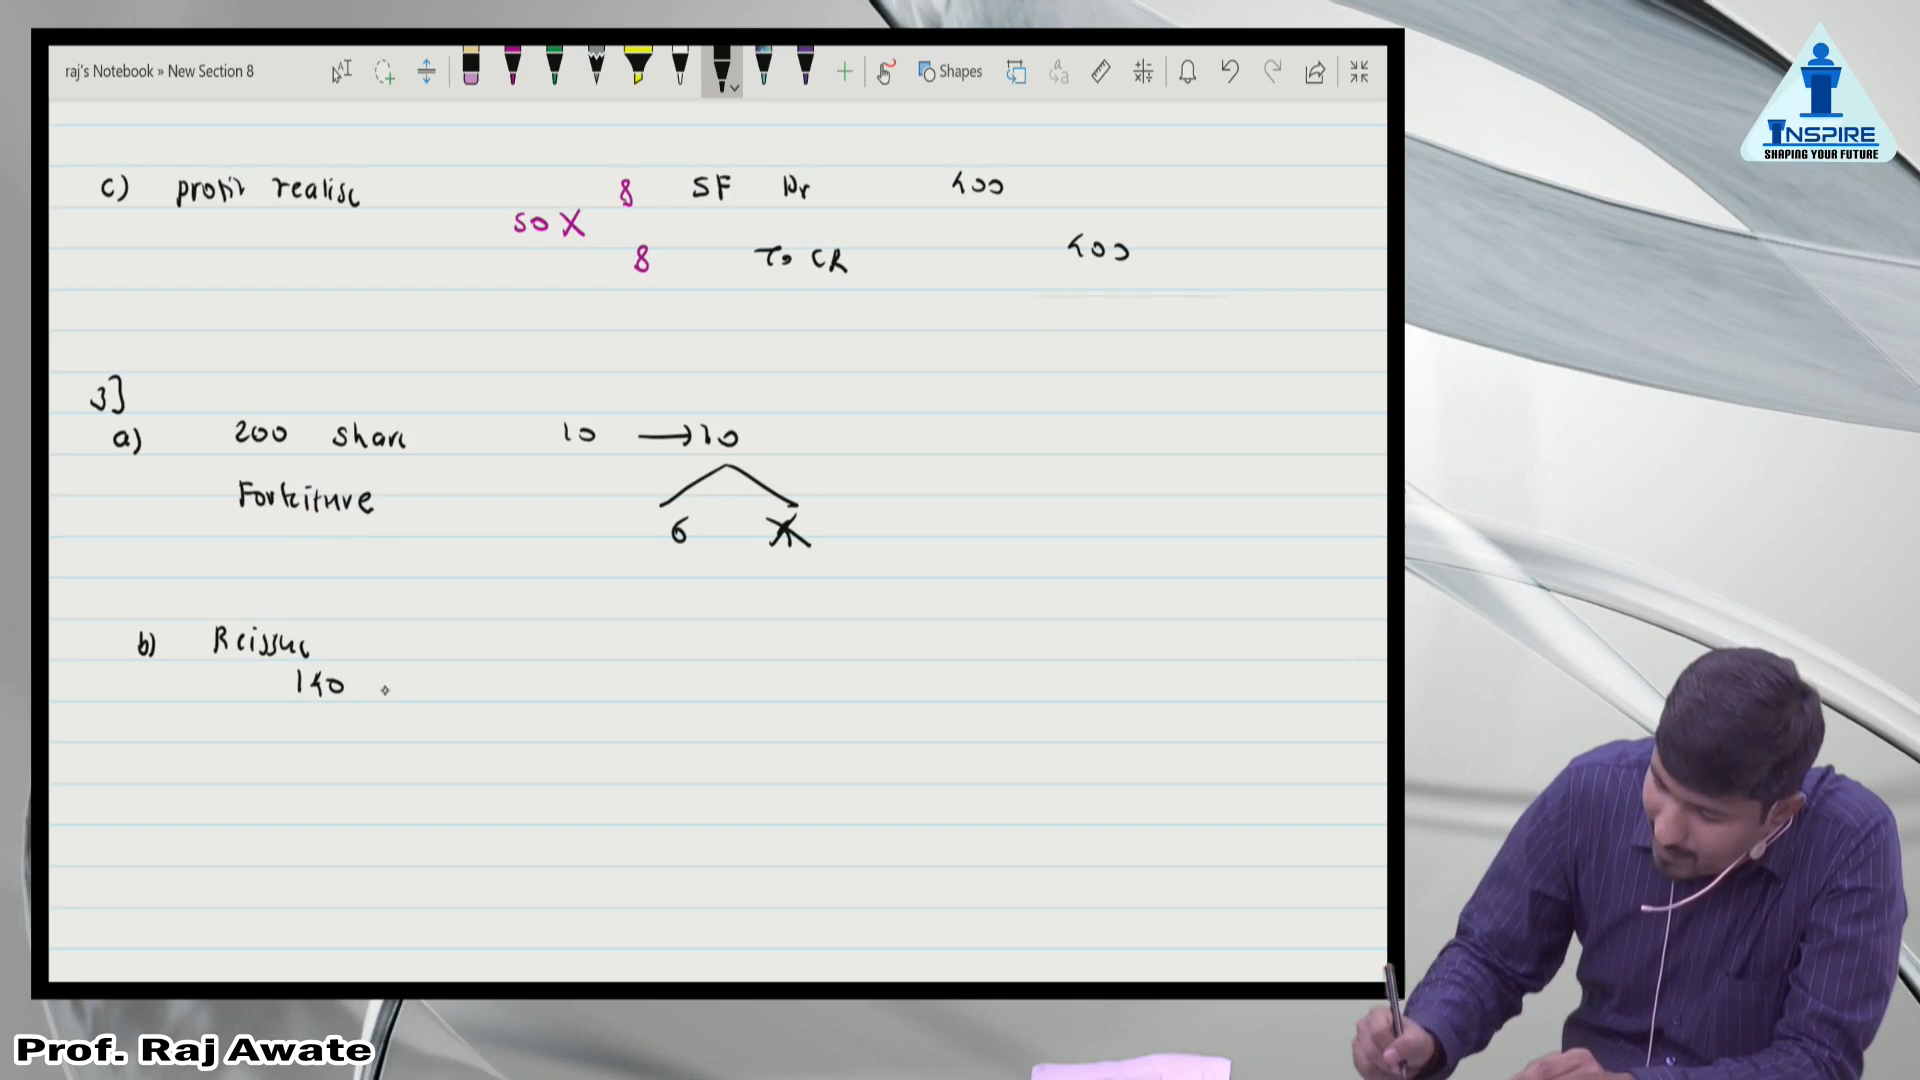 raj's Notebook » New Section 8
Shapes
INSPIRE
SHAPING YOUR FUTURE
c) profit realise 8 SF Dr 400
50 X
8 To CR 400
3]
a) 200 share 10 → 10
Forfeiture
6
b) Reissue
140
Prof. Raj Awate